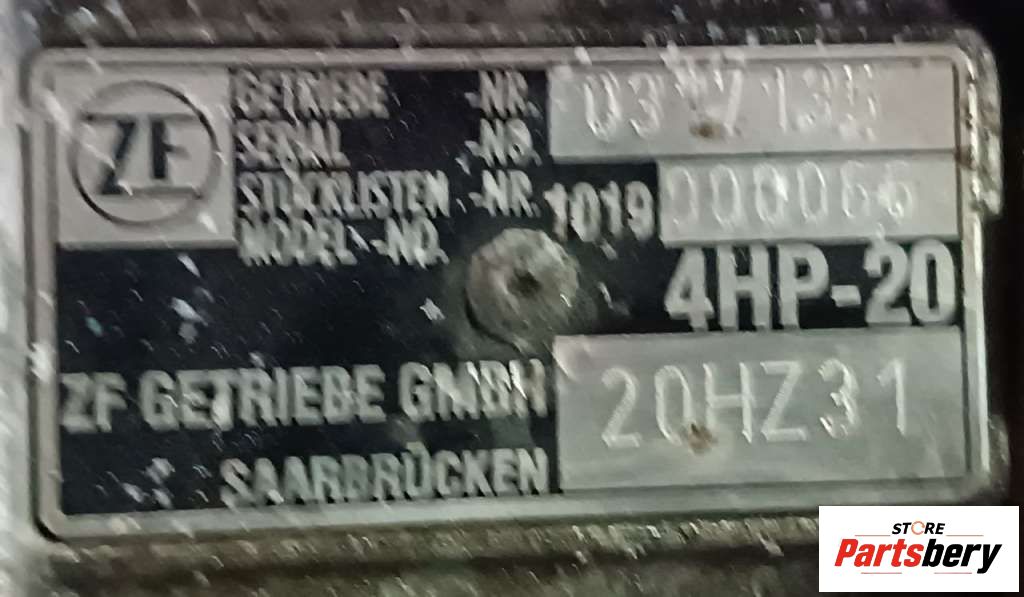 ZF
GETRIEBE -NR.
SERIAL -NO.
STÜCKLISTEN -NR. 1019 000066
MODEL -NO.
4HP-20
ZF GETRIEBE GMBH 20HZ31
SAARBRÜCKEN
STORE
Partsbery